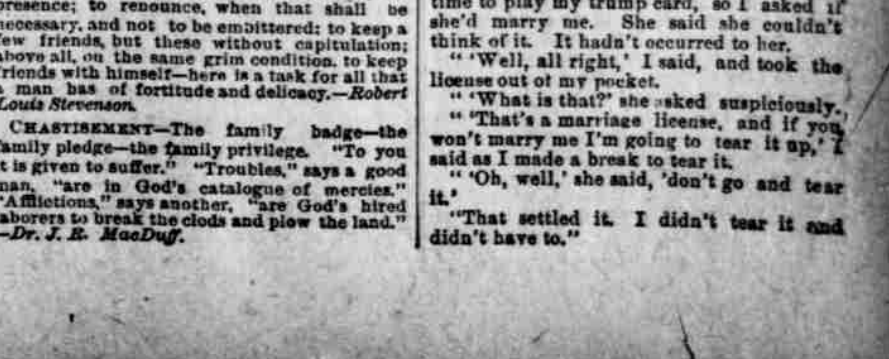 presence; to renounce, when that shall be
necessary, and not to be embittered; to keep a
few friends, but these without capitulation;
above all, on the same grim condition, to keep
friends with himself—here is a task for all that
a man has of fortitude and delicacy.—Robert
Louis Stevenson.
CHASTISEMENT—The family badge—the
family pledge—the family privilege. "To you
it is given to suffer." "Troubles," says a good
man, "are in God's catalogue of mercies."
"Afflictions," says another, "are God's hired
laborers to break the clods and plow the land."
—Dr. J. R. MacDuff.
time to play my trump card, so I asked if
she'd marry me. She said she couldn't
think of it. It hadn't occurred to her.
" 'Well, all right,' I said, and took the
license out of my pocket.
" 'What is that?' she asked suspiciously.
" 'That's a marriage license, and if you
won't marry me I'm going to tear it up,' I
said as I made a break to tear it.
" 'Oh, well,' she said, 'don't go and tear
it.'
"That settled it. I didn't tear it and
didn't have to."